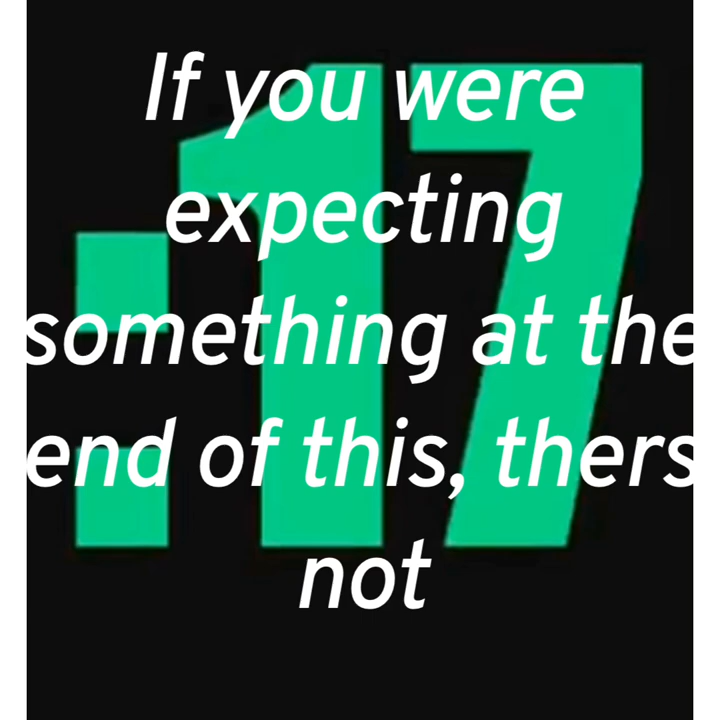 :17
If you were
expecting
something at the
end of this, thers
not